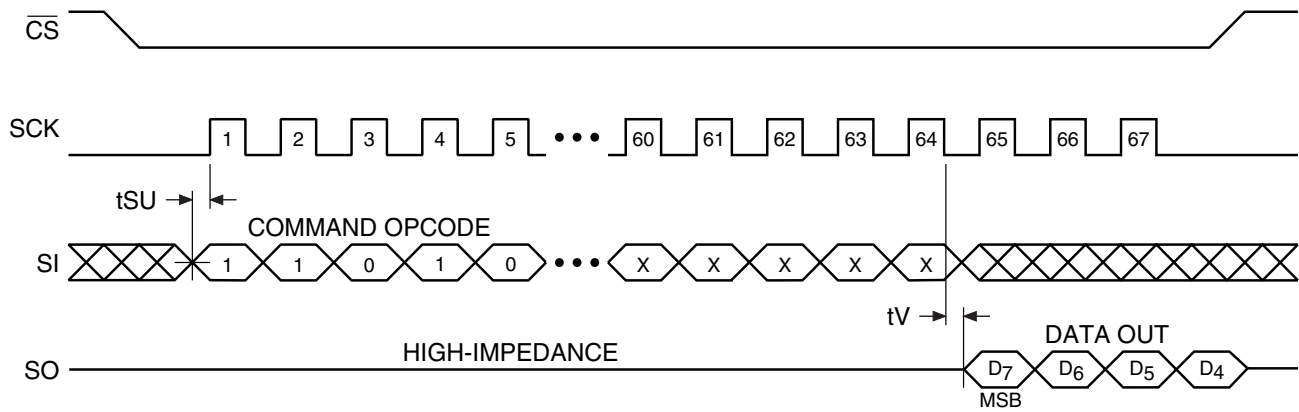 CS
SCK
1 2 3 4 5 ••• 60 61 62 63 64 65 66 67
tSU
COMMAND OPCODE
SI
1 1 0 1 0 ••• X X X X X
tV
HIGH-IMPEDANCE
DATA OUT
SO
D7 D6 D5 D4
MSB